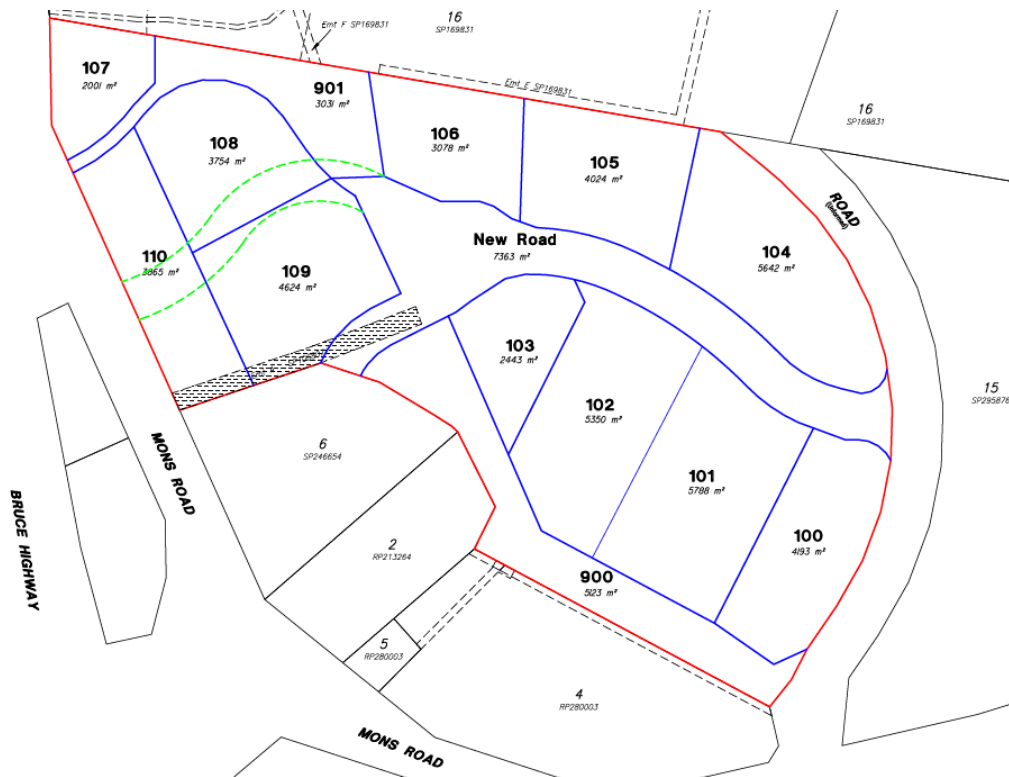 16
SP169831
Emt F SP169831
107
2001 m²
901
3031 m²
Emt E SP169831
16
SP169831
106
3078 m²
108
3754 m²
105
4024 m²
ROAD
(Unformed)
New Road
7363 m²
104
5642 m²
110
3865 m²
109
4624 m²
103
2443 m²
15
SP295876
102
5350 m²
6
SP246654
MONS ROAD
101
5788 m²
BRUCE HIGHWAY
100
4193 m²
2
RP213264
900
5123 m²
5
RP280003
4
RP280003
MONS ROAD